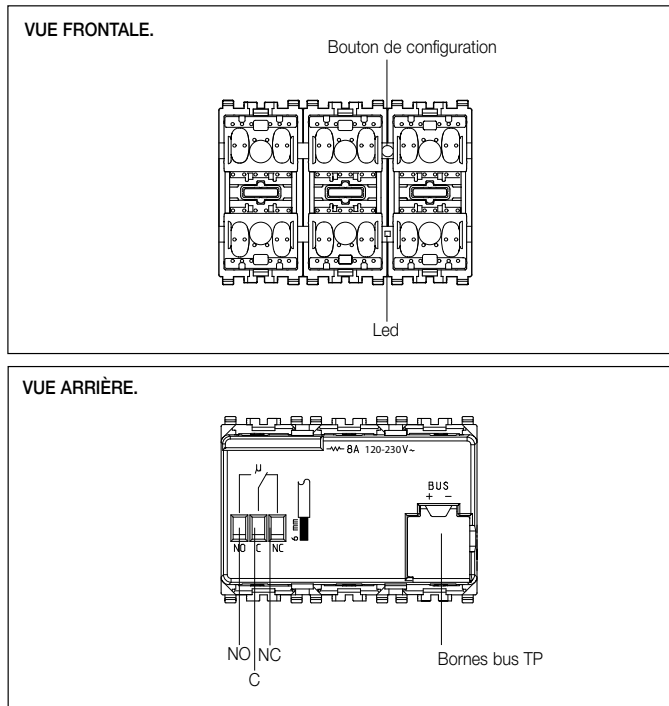 VUE FRONTALE.
Bouton de configuration
Led
VUE ARRIÈRE.
8A 120-230V~
µ
BUS
+ -
6 mm
NO C NC
NO NC
C
Bornes bus TP